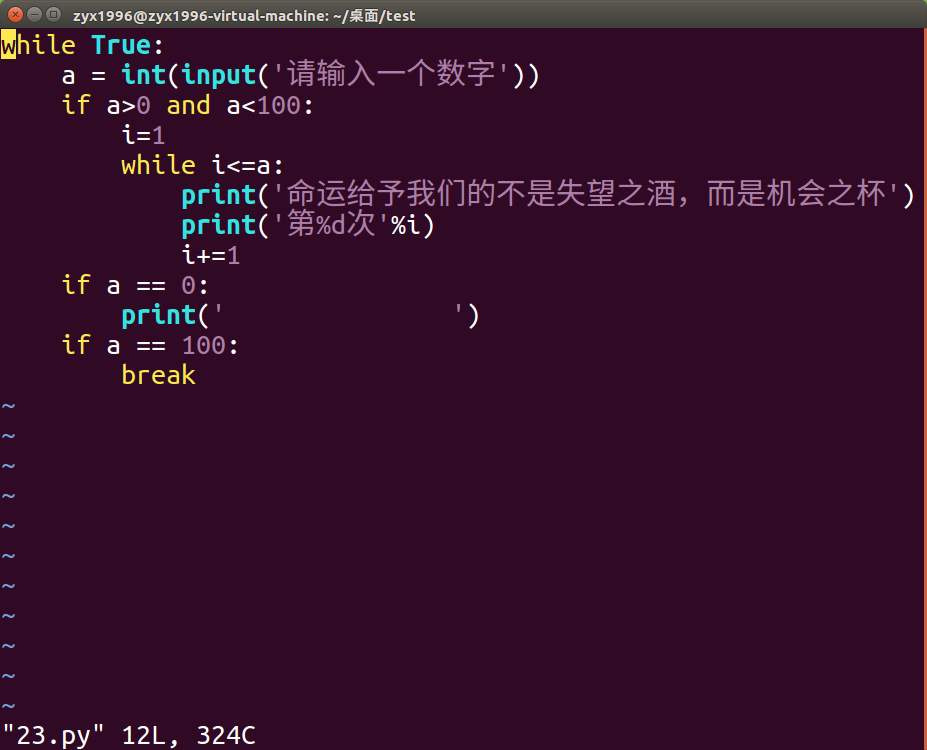 zyx1996@zyx1996-virtual-machine: ~/桌面/test
while True:
    a = int(input('请输入一个数字'))
    if a>0 and a<100:
        i=1
        while i<=a:
            print('命运给予我们的不是失望之酒，而是机会之杯')
            print('第%d次'%i)
            i+=1
    if a == 0:
        print('               ')
    if a == 100:
        break
~
~
~
~
~
~
~
~
~
~
~
"23.py" 12L, 324C